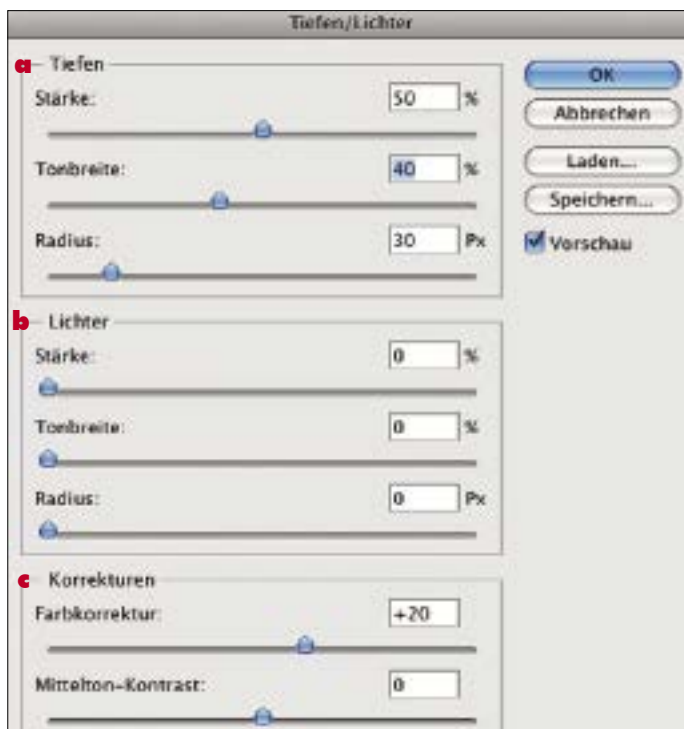 Tiefen/Lichter
a Tiefen
Stärke: 50 %
Tonbreite: 40 %
Radius: 30 Px
b Lichter
Stärke: 0 %
Tonbreite: 0 %
Radius: 0 Px
c Korrekturen
Farbkorrektur: +20
Mittelton-Kontrast: 0
OK
Abbrechen
Laden...
Speichern...
Vorschau